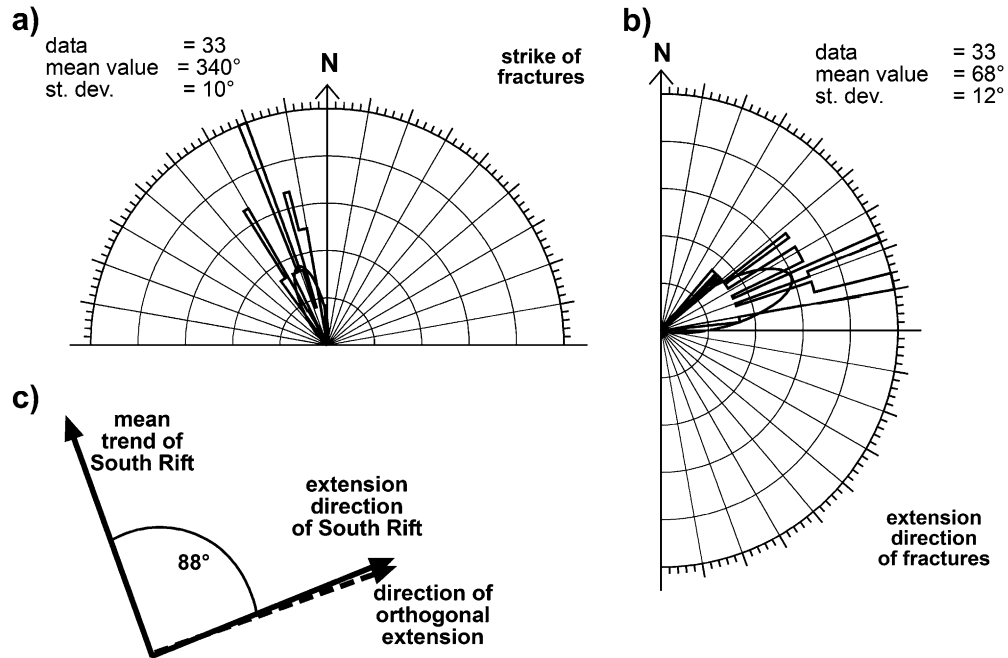 a)
data = 33
mean value = 340°
st. dev. = 10°
N
strike of
fractures
b)
N
data = 33
mean value = 68°
st. dev. = 12°
extension
direction
of fractures
c)
mean
trend of
South Rift
88°
extension
direction
of South Rift
direction of
orthogonal
extension